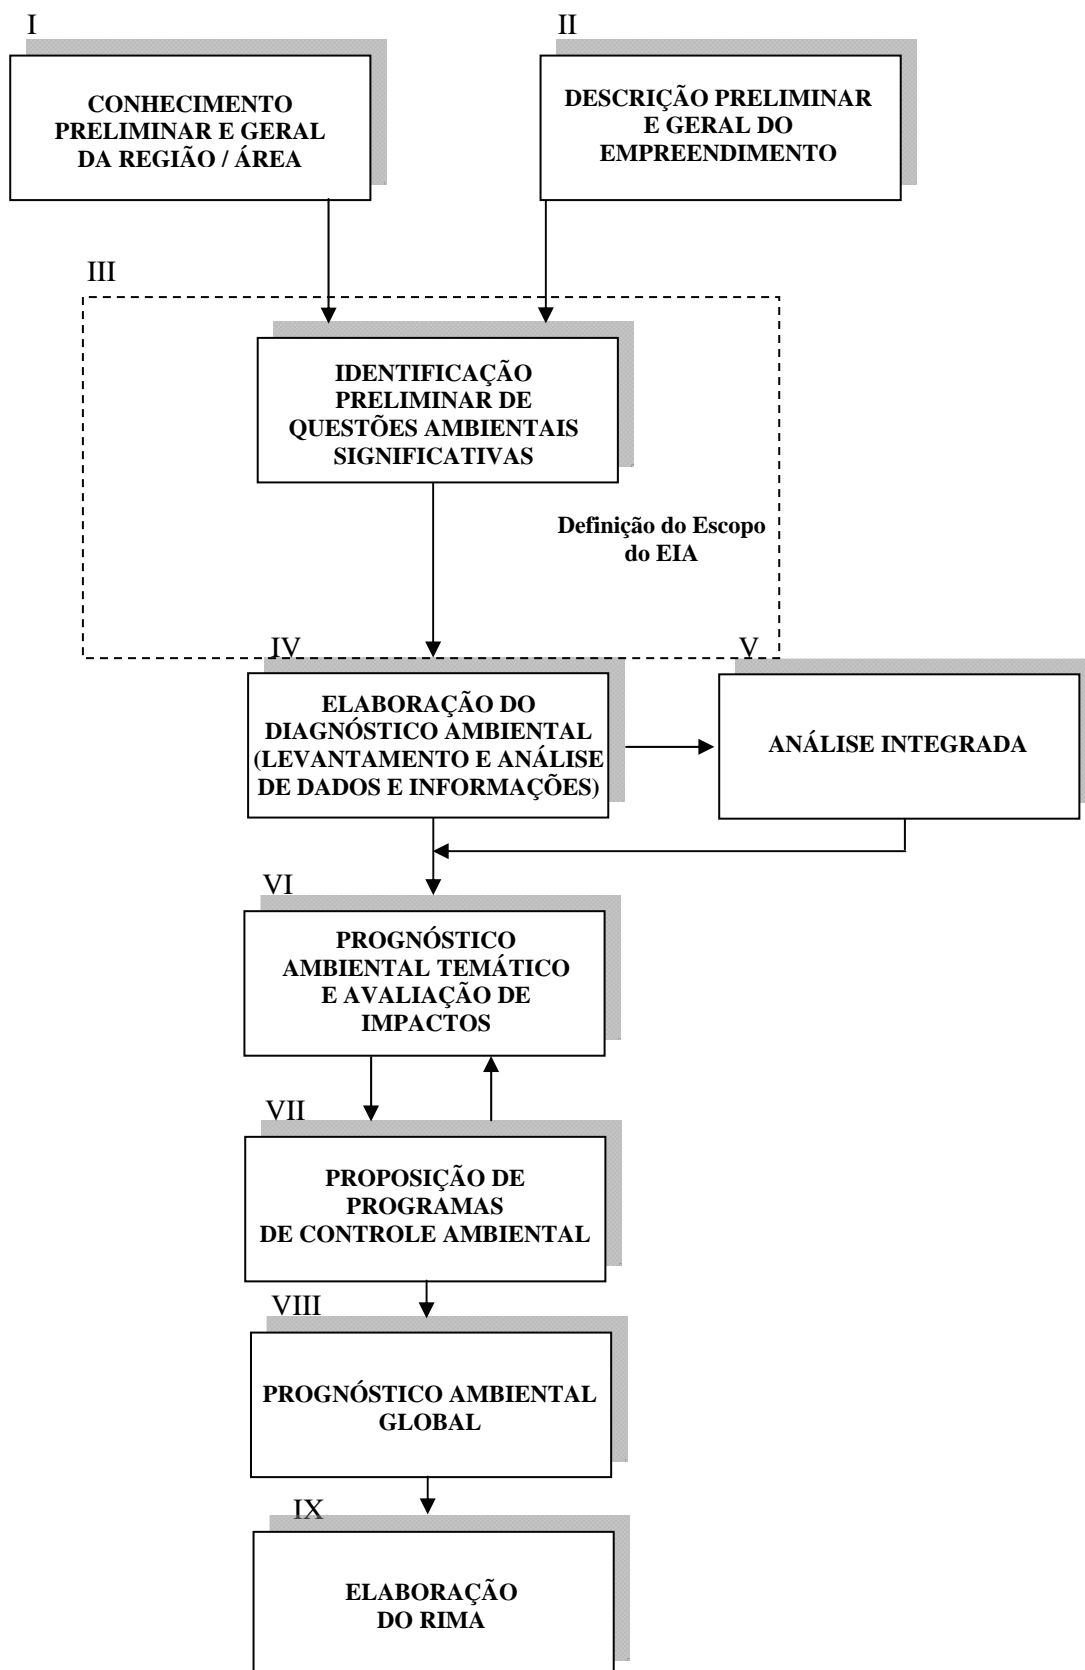 I
CONHECIMENTO
PRELIMINAR E GERAL
DA REGIÃO / ÁREA
II
DESCRIÇÃO PRELIMINAR
E GERAL DO
EMPREENDIMENTO
III
IDENTIFICAÇÃO
PRELIMINAR DE
QUESTÕES AMBIENTAIS
SIGNIFICATIVAS
Definição do Escopo
do EIA
IV
ELABORAÇÃO DO
DIAGNÓSTICO AMBIENTAL
(LEVANTAMENTO E ANÁLISE
DE DADOS E INFORMAÇÕES)
V
ANÁLISE INTEGRADA
VI
PROGNÓSTICO
AMBIENTAL TEMÁTICO
E AVALIAÇÃO DE
IMPACTOS
VII
PROPOSIÇÃO DE
PROGRAMAS
DE CONTROLE AMBIENTAL
VIII
PROGNÓSTICO AMBIENTAL
GLOBAL
IX
ELABORAÇÃO
DO RIMA